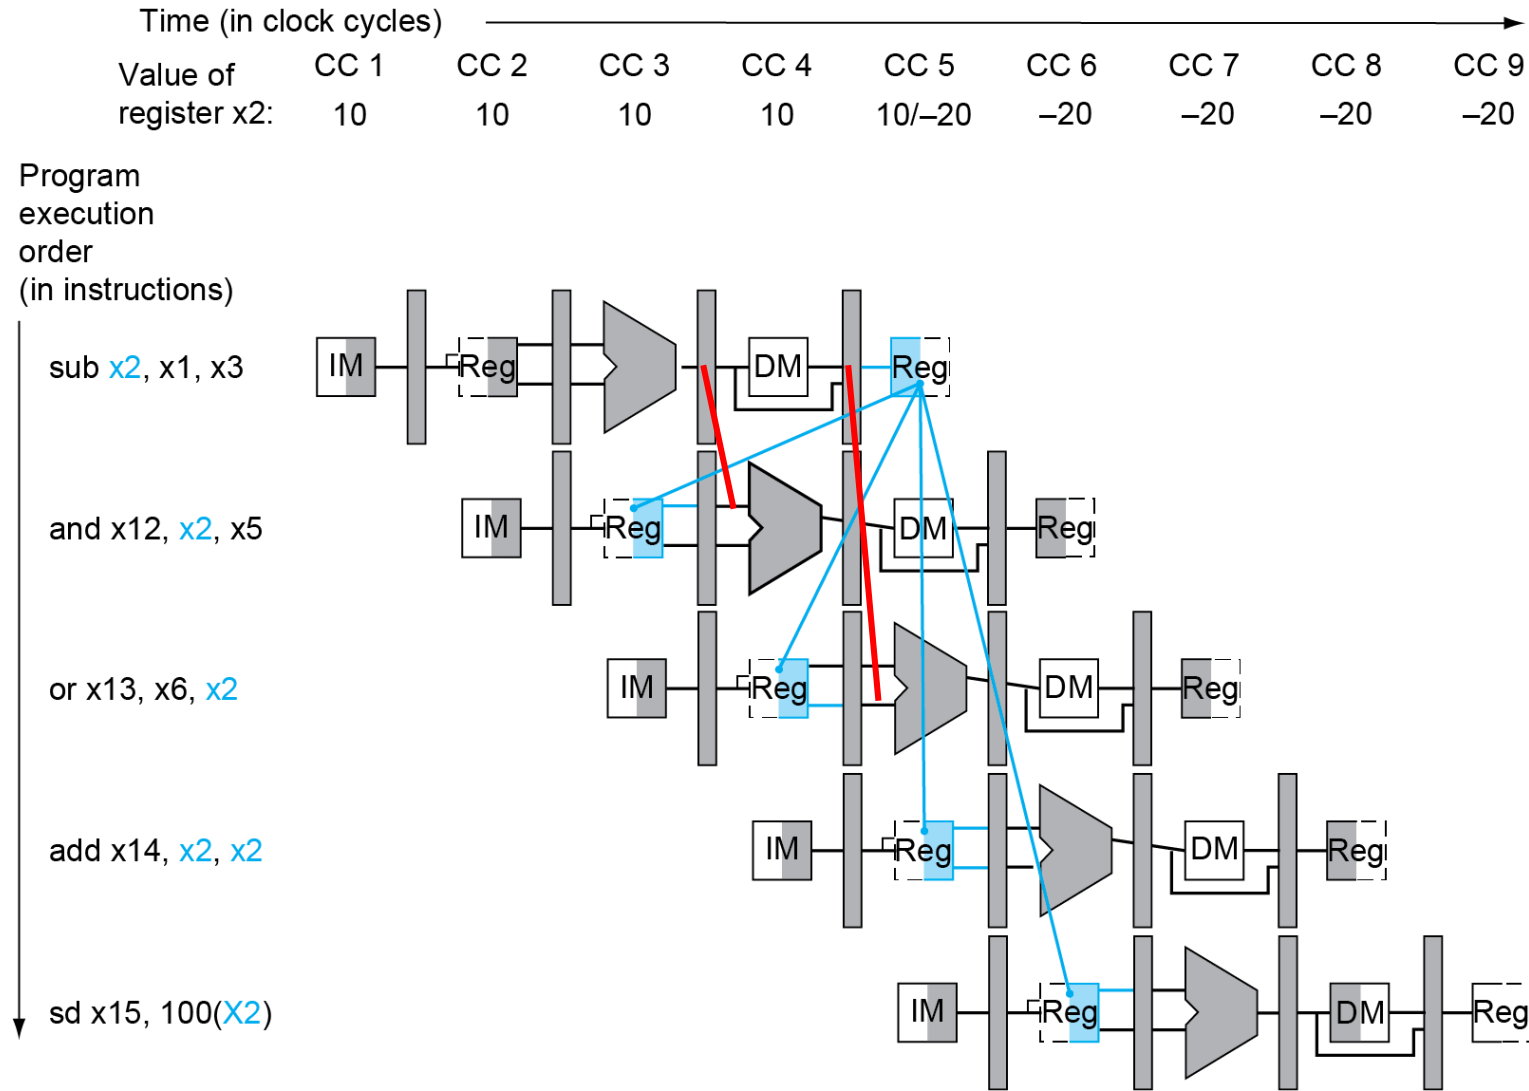 Time (in clock cycles)
Value of register x2:
CC 1 CC 2 CC 3 CC 4 CC 5 CC 6 CC 7 CC 8 CC 9
10 10 10 10 10/–20 –20 –20 –20 –20
Program
execution
order
(in instructions)
sub x2, x1, x3
IM Reg DM Reg
and x12, x2, x5
IM Reg DM Reg
or x13, x6, x2
IM Reg DM Reg
add x14, x2, x2
IM Reg DM Reg
sd x15, 100(X2)
IM Reg DM Reg